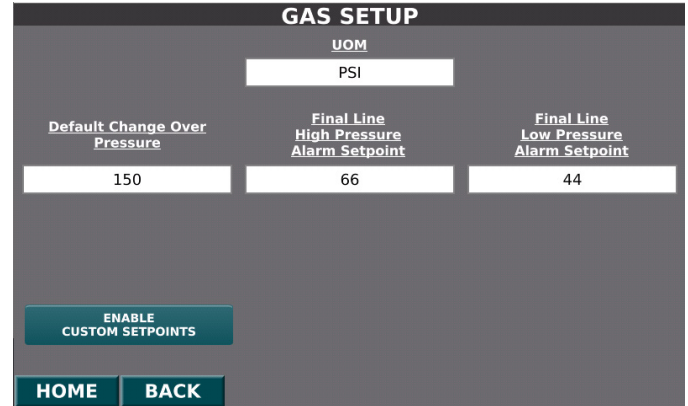 GAS SETUP
UOM
PSI
Default Change Over
Pressure
150
Final Line
High Pressure
Alarm Setpoint
66
Final Line
Low Pressure
Alarm Setpoint
44
ENABLE
CUSTOM SETPOINTS
HOME
BACK